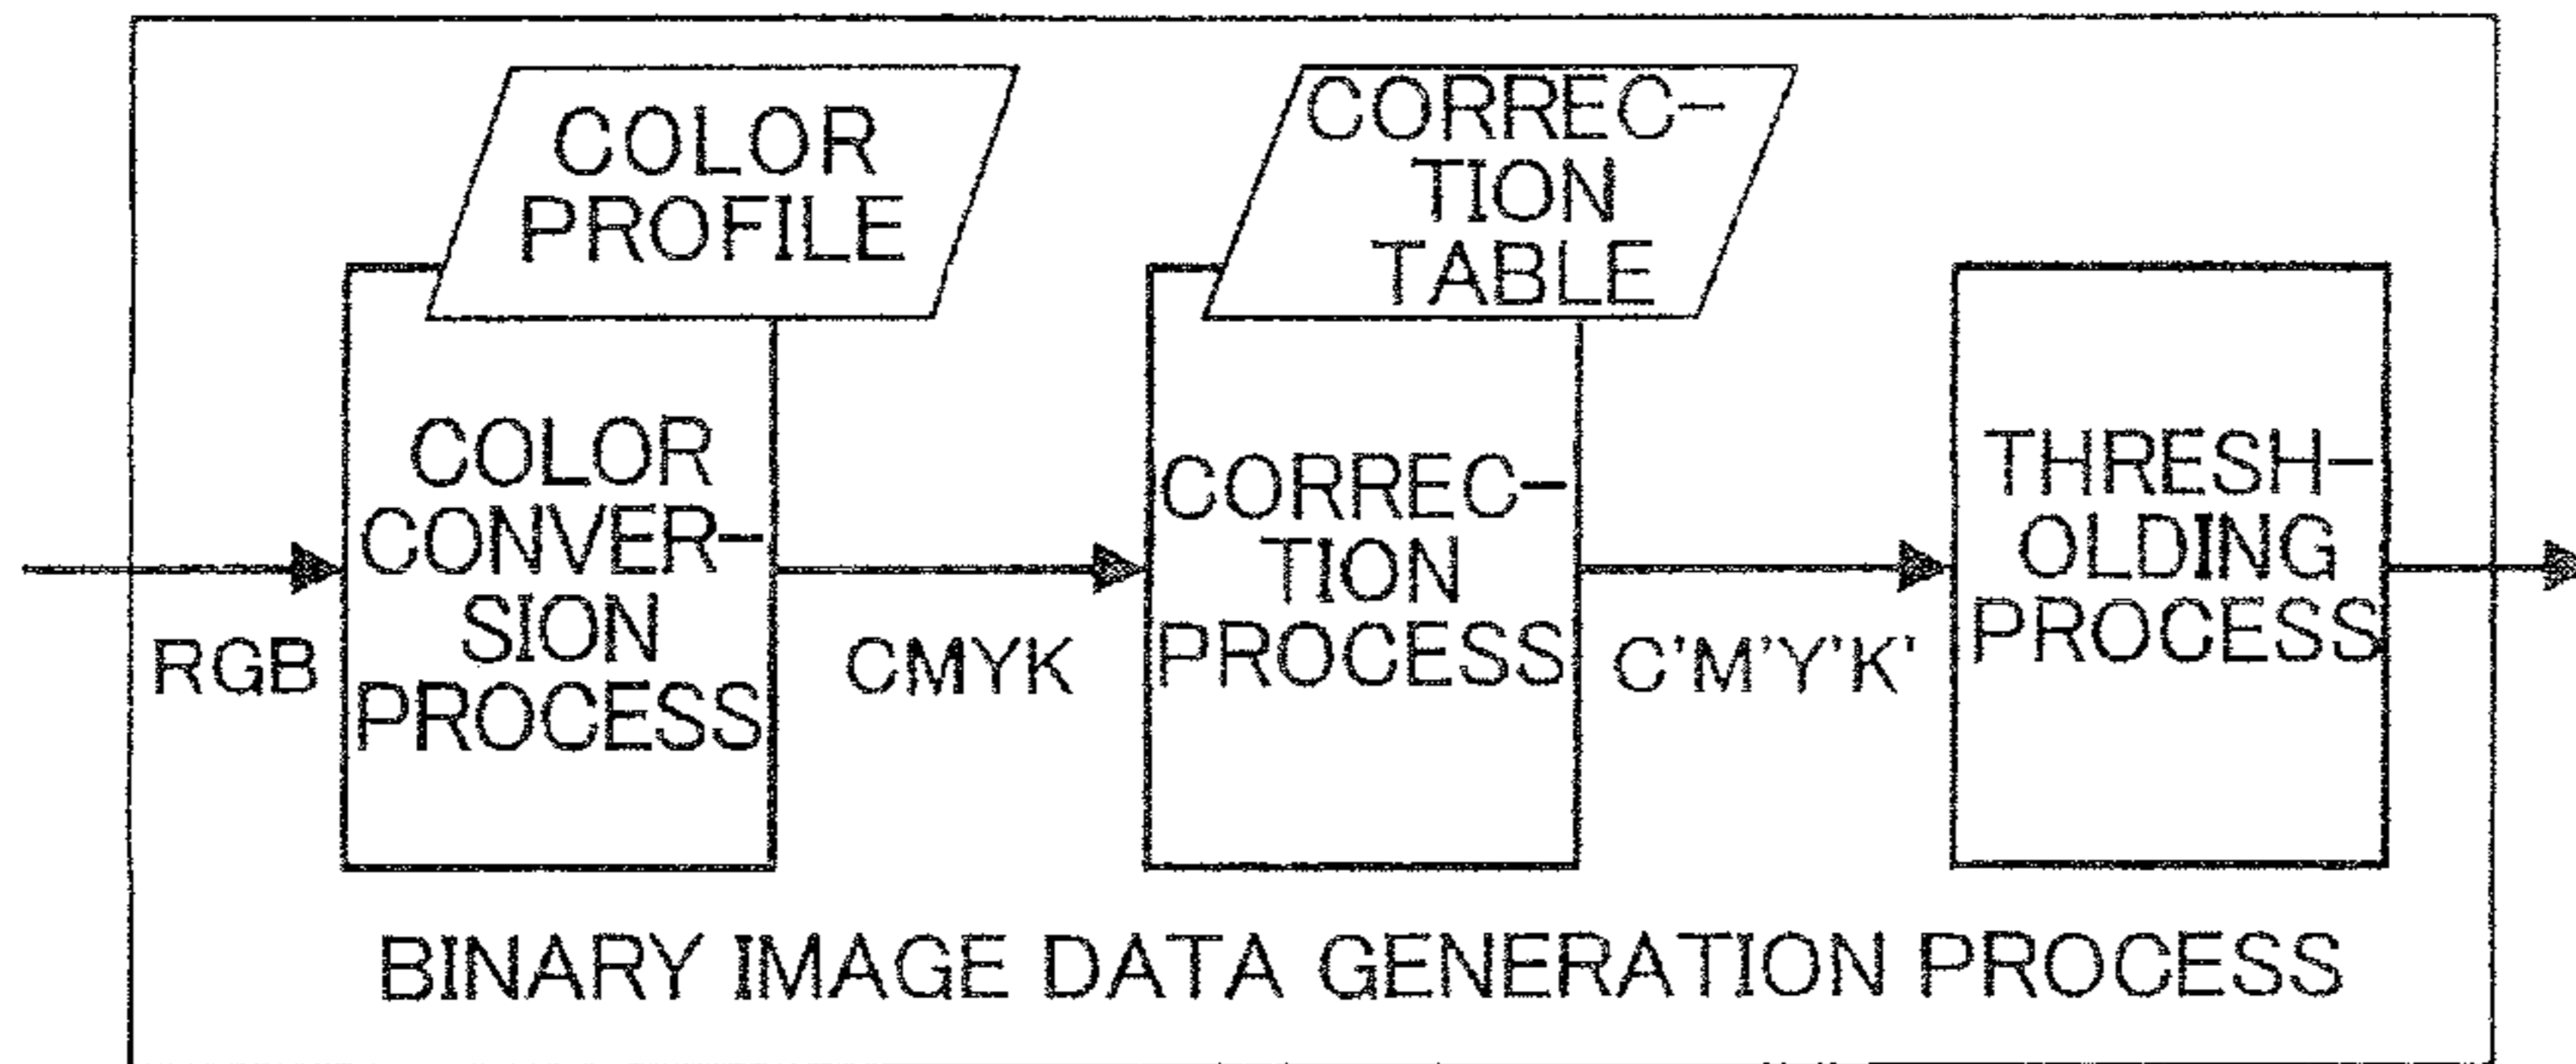 COLOR
PROFILE
CORREC-
TION
TABLE
RGB
COLOR
CONVER-
SION
PROCESS
CMYK
CORREC-
TION
PROCESS
C'M'Y'K'
THRESH-
OLDING
PROCESS
BINARY IMAGE DATA GENERATION PROCESS